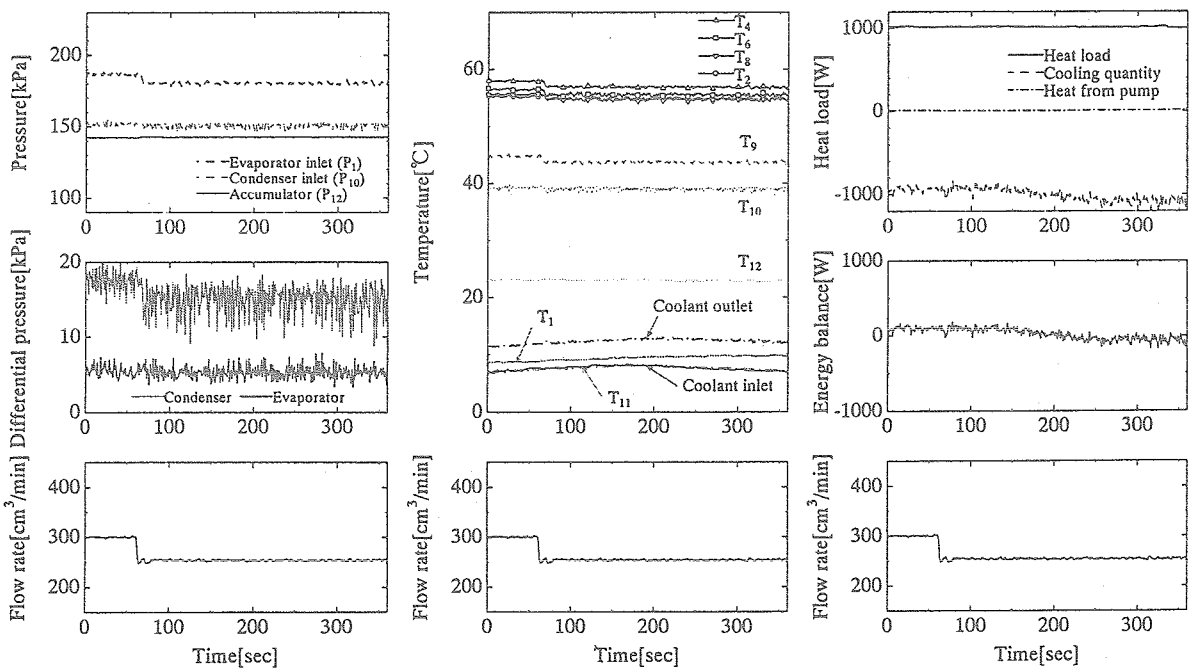 Pressure[kPa]
230
200
150
100
Evaporator inlet (P1)
Condenser inlet (P10)
Accumulator (P12)
0 100 200 300
Differential pressure[kPa]
20
10
0
Condenser Evaporator
0 100 200 300
Flow rate[cm3/min]
400
300
200
0 100 200 300
Time[sec]
Temperature[℃]
60
40
20
0
T4
T6
T8
T2
T9
T10
T12
T1
Coolant outlet
T11
Coolant inlet
0 100 200 300
Flow rate[cm3/min]
400
300
200
0 100 200 300
Time[sec]
Heat load[W]
1000
0
-1000
Heat load
Cooling quantity
Heat from pump
0 100 200 300
Energy balance[W]
1000
0
-1000
0 100 200 300
Flow rate[cm3/min]
400
300
200
0 100 200 300
Time[sec]